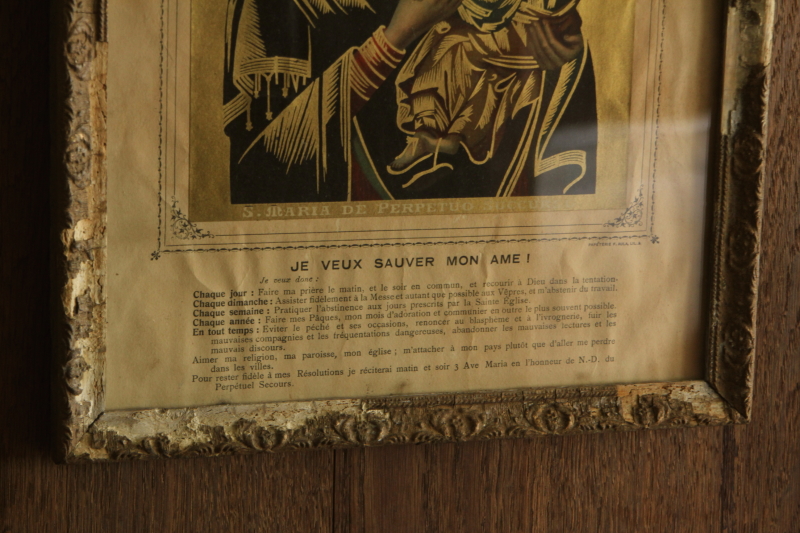 S. MARIA DE PERPETUO
JE VEUX SAUVER MON AME !
Je veux donc :
Chaque jour : Faire ma prière le matin, et le soir en commun, et recourir à Dieu dans la tentation.
Chaque dimanche : Assister fidèlement à la Messe et autant que possible aux Vêpres, et m'abstenir du travail.
Chaque semaine : Pratiquer l'abstinence aux jours prescrits par la Sainte Église.
Chaque année : Faire mes Pâques, mon mois d'adoration et communier en outre le plus souvent possible.
En tout temps : Eviter le péché et ses occasions, renoncer au blasphème et à l'ivrognerie, fuir les
mauvaises compagnies et les fréquentations dangereuses, abandonner les mauvaises lectures et les
mauvais discours.
Aimer ma religion, ma paroisse, mon église ; m'attacher à mon pays plutôt que d'aller me perdre
dans les villes.
Pour rester fidèle à mes Résolutions je réciterai matin et soir 3 Ave Maria en l'honneur de N.-D. du
Perpétuel Secours.